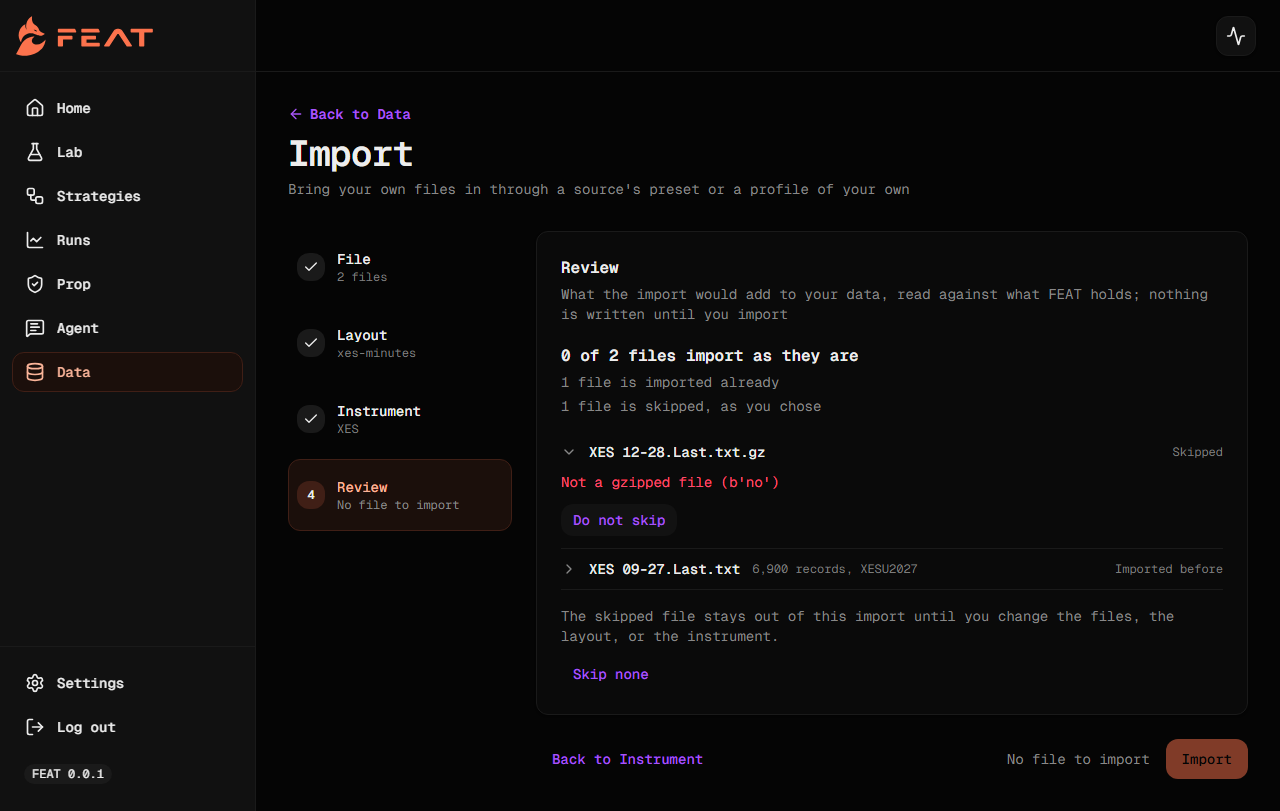 FEAT
Home
Lab
Strategies
Runs
Prop
Agent
Data
Settings
Log out
FEAT 0.0.1
Back to Data
Import
Bring your own files in through a source's preset or a profile of your own
File
2 files
Layout
xes-minutes
Instrument
XES
4
Review
No file to import
Review
What the import would add to your data, read against what FEAT holds; nothing
is written until you import
0 of 2 files import as they are
1 file is imported already
1 file is skipped, as you chose
XES 12-28.Last.txt.gz Skipped
Not a gzipped file (b'no')
Do not skip
XES 09-27.Last.txt 6,900 records, XESU2027 Imported before
The skipped file stays out of this import until you change the files, the
layout, or the instrument.
Skip none
Back to Instrument No file to import Import